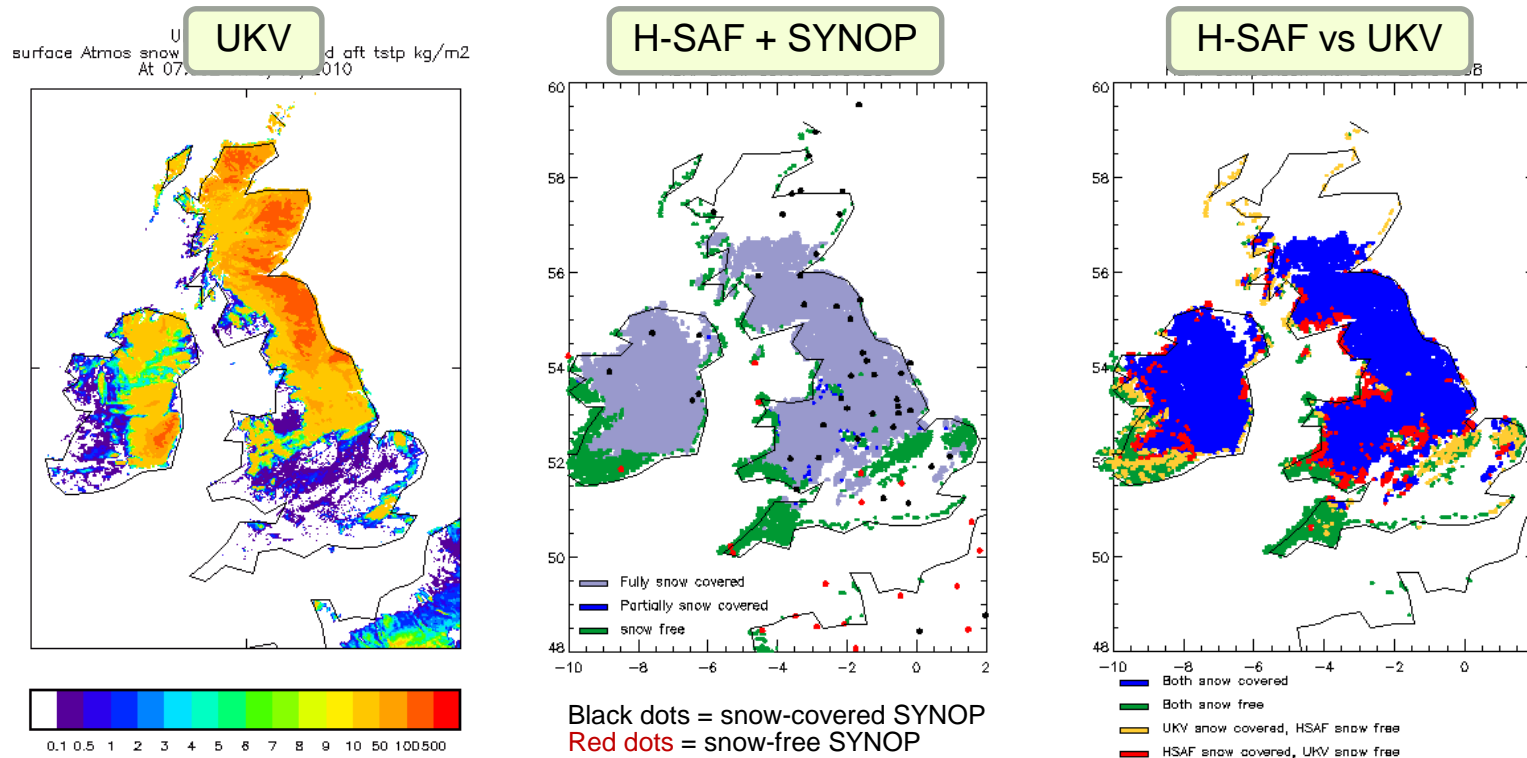 UKV
U
surface Atmos snow d aft tstp kg/m2
At 07 2010
0.1 0.5 1 2 3 4 5 6 7 8 9 10 50 100 500
H-SAF + SYNOP
60
58
56
54
52
50
48
-10 -8 -6 -4 -2 0 2
Fully snow covered
Partially snow covered
snow free
Black dots = snow-covered SYNOP
Red dots = snow-free SYNOP
H-SAF vs UKV
8
60
58
56
54
52
50
48
-10 -8 -6 -4 -2 0
Both snow covered
Both snow free
UKV snow covered, HSAF snow free
HSAF snow covered, UKV snow free